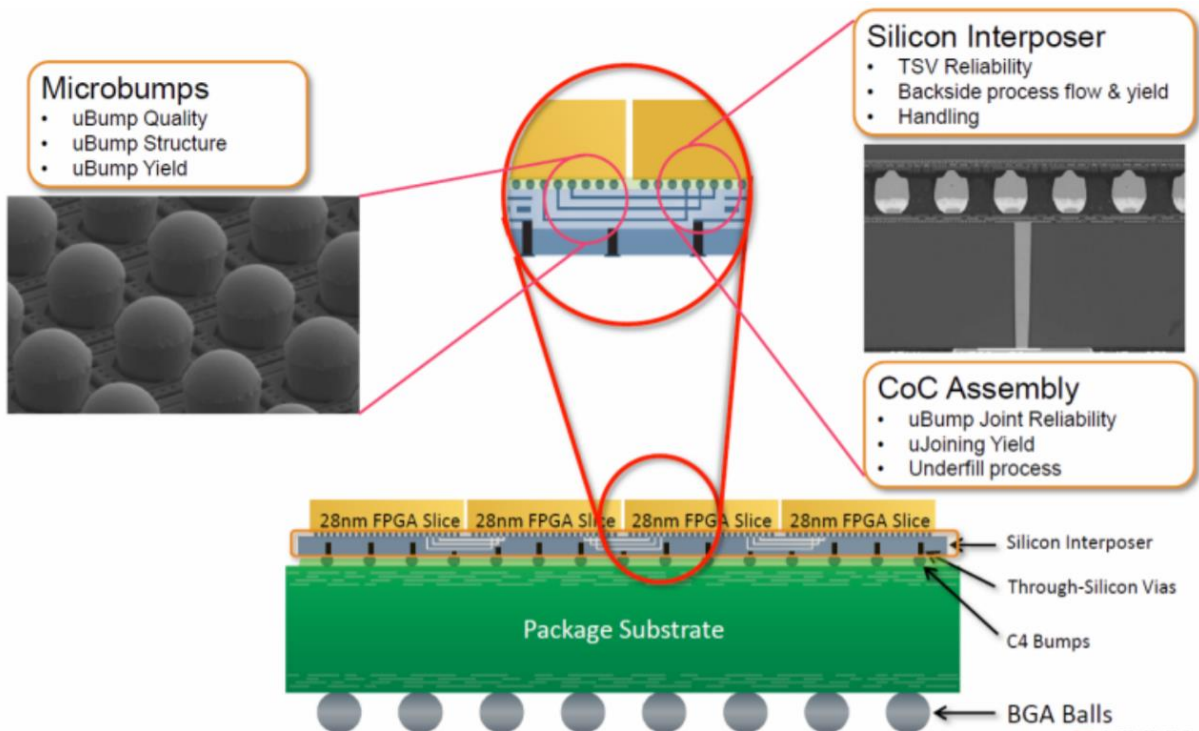 Microbumps
• uBump Quality
• uBump Structure
• uBump Yield
Silicon Interposer
• TSV Reliability
• Backside process flow & yield
• Handling
CoC Assembly
• uBump Joint Reliability
• uJoining Yield
• Underfill process
28nm FPGA Slice 28nm FPGA Slice 28nm FPGA Slice 28nm FPGA Slice
Silicon Interposer
Through-Silicon Vias
C4 Bumps
Package Substrate
BGA Balls